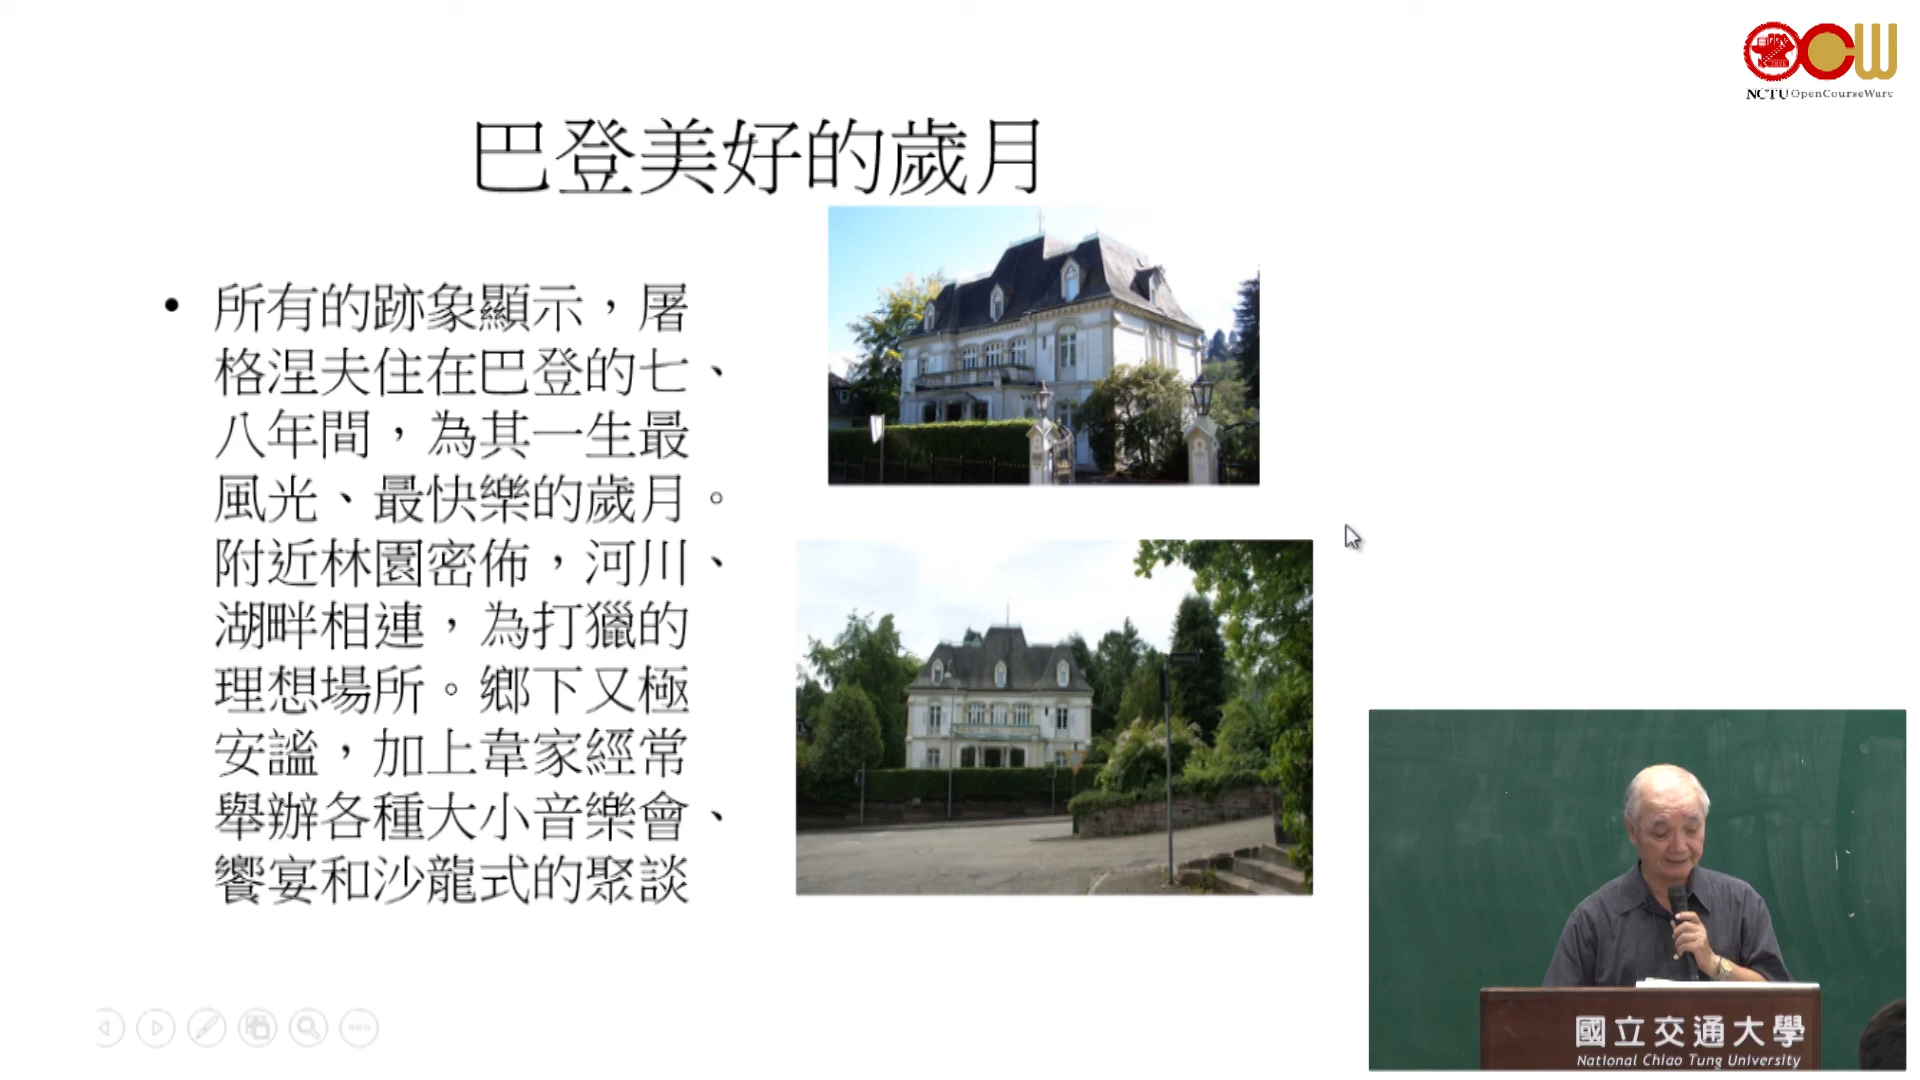 NCTU OpenCourseWare
巴登美好的歲月
• 所有的跡象顯示，屠
格涅夫住在巴登的七、
八年間，為其一生最
風光、最快樂的歲月。
附近林園密佈，河川、
湖畔相連，為打獵的
理想場所。鄉下又極
安謐，加上韋家經常
舉辦各種大小音樂會、
饗宴和沙龍式的聚談
國立交通大學
National Chiao Tung University